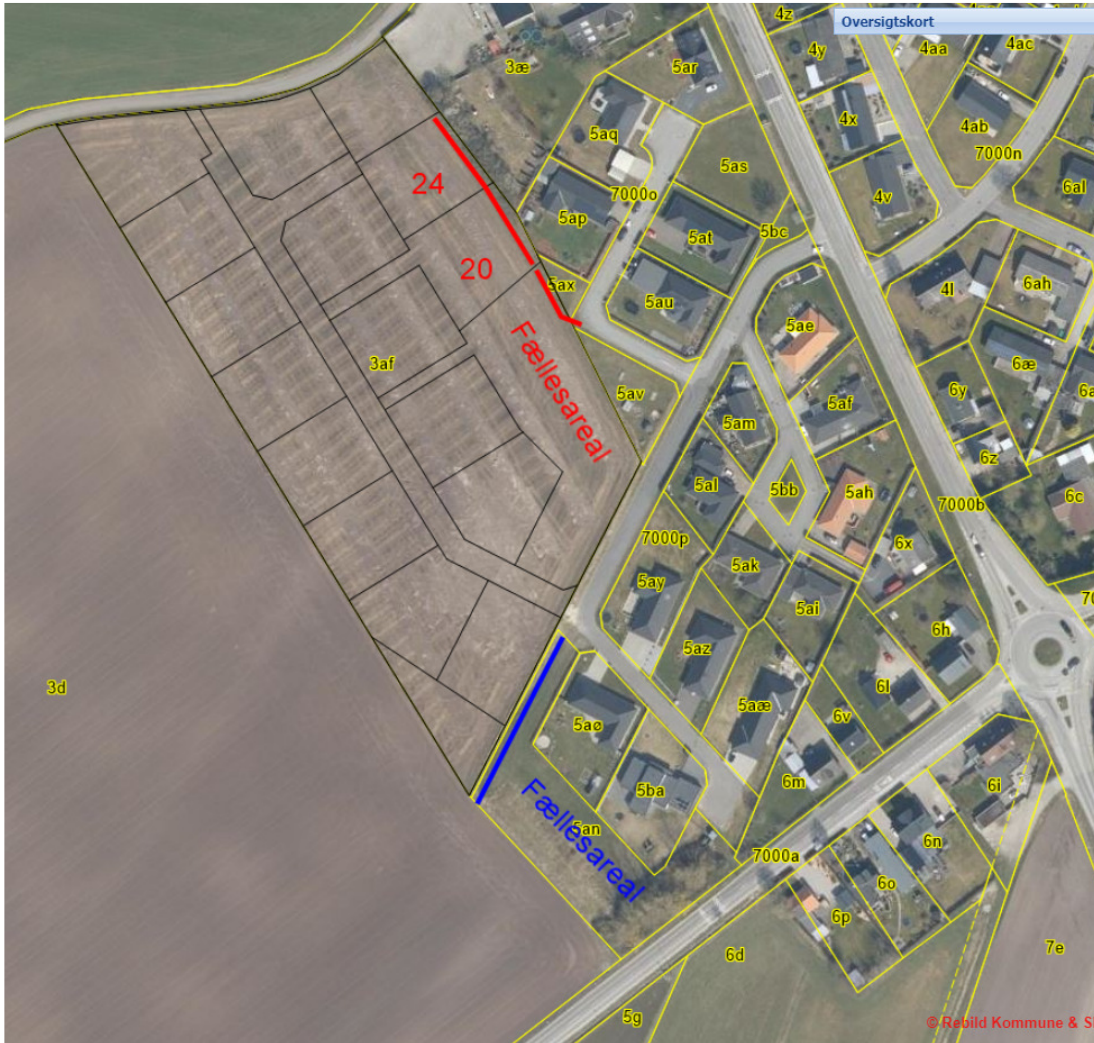 Oversigtskort
4z
4y
4aa
4ac
3æ
5ar
4x
4ab
5aq
7000n
5as
24
7000o
4v
6al
5ap
5at
5bc
20
5ax
4l
6ah
5au
5ae
Fællesareal
3af
6æ
5av
6y
5af
5am
6z
5al
5bb
5ah
6c
7000b
7000p
6x
5ak
5ay
5ai
6h
5az
3d
6l
5aæ
6v
5aø
6m
6i
5ba
5an
Fællesareal
6n
7000a
6o
6p
6d
7e
5g
© Rebild Kommune &